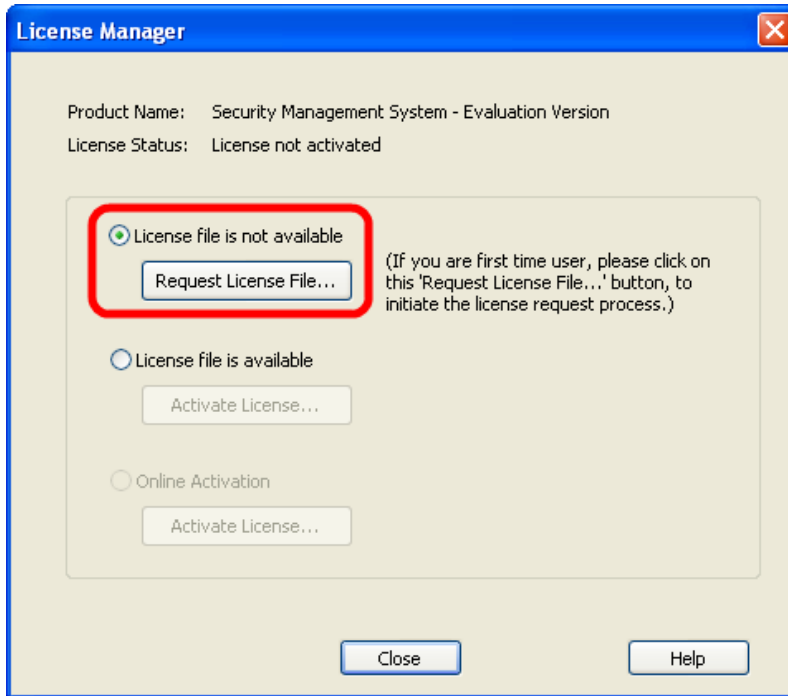 License Manager
Product Name: Security Management System - Evaluation Version
License Status: License not activated
License file is not available
Request License File...
(If you are first time user, please click on
this 'Request License File...' button, to
initiate the license request process.)
License file is available
Activate License...
Online Activation
Activate License...
Close Help